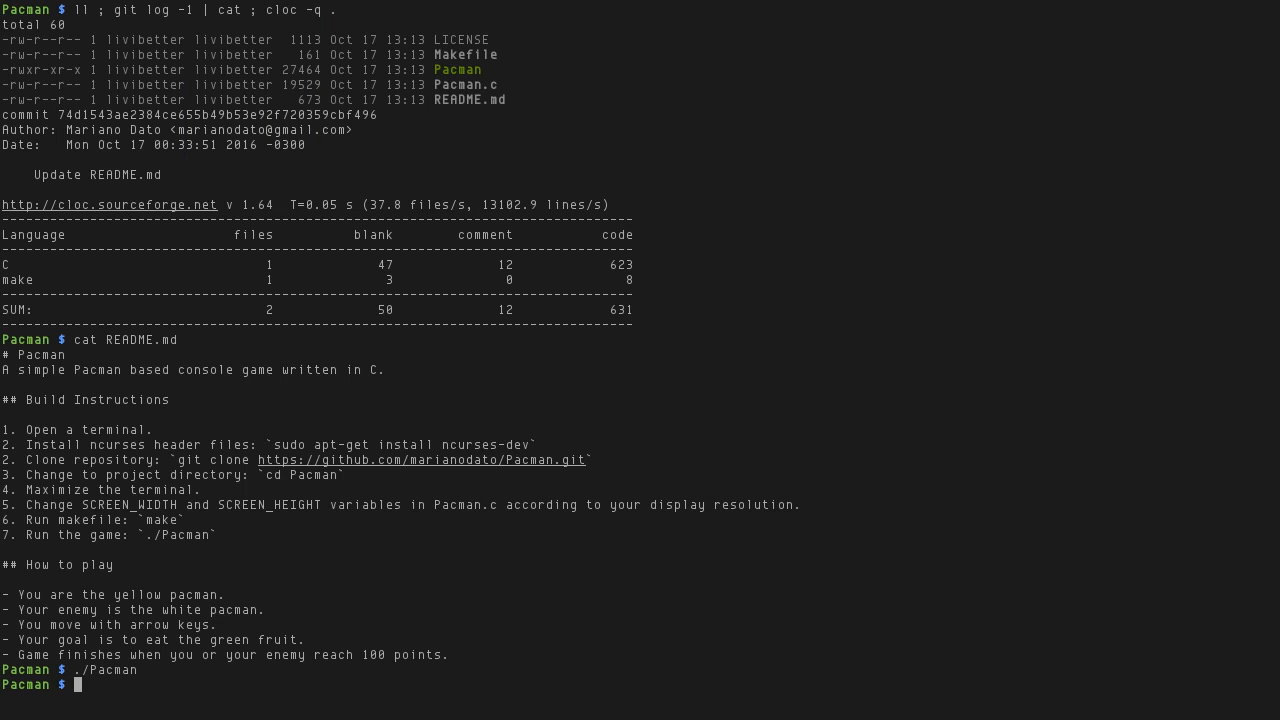 Pacman $ ll ; git log -1 | cat ; cloc -q .
total 60
-rw-r--r-- 1 livibetter livibetter  1113 Oct 17 13:13 LICENSE
-rw-r--r-- 1 livibetter livibetter   161 Oct 17 13:13 Makefile
-rwxr-xr-x 1 livibetter livibetter 27464 Oct 17 13:13 Pacman
-rw-r--r-- 1 livibetter livibetter 19529 Oct 17 13:13 Pacman.c
-rw-r--r-- 1 livibetter livibetter   673 Oct 17 13:13 README.md
commit 74d1543ae2384ce655b49b53e92f720359cbf496
Author: Mariano Dato <marianodato@gmail.com>
Date:   Mon Oct 17 00:33:51 2016 -0300

    Update README.md

http://cloc.sourceforge.net v 1.64  T=0.05 s (37.8 files/s, 13102.9 lines/s)
-------------------------------------------------------------------------------
Language                     files          blank        comment           code
-------------------------------------------------------------------------------
C                                1             47             12            623
make                             1              3              0              8
-------------------------------------------------------------------------------
SUM:                             2             50             12            631
-------------------------------------------------------------------------------
Pacman $ cat README.md
# Pacman
A simple Pacman based console game written in C.

## Build Instructions

1. Open a terminal.
2. Install ncurses header files: `sudo apt-get install ncurses-dev`
2. Clone repository: `git clone https://github.com/marianodato/Pacman.git`
3. Change to project directory: `cd Pacman`
4. Maximize the terminal.
5. Change SCREEN_WIDTH and SCREEN_HEIGHT variables in Pacman.c according to your display resolution.
6. Run makefile: `make`
7. Run the game: `./Pacman`

## How to play

- You are the yellow pacman.
- Your enemy is the white pacman.
- You move with arrow keys.
- Your goal is to eat the green fruit.
- Game finishes when you or your enemy reach 100 points.
Pacman $ ./Pacman
Pacman $